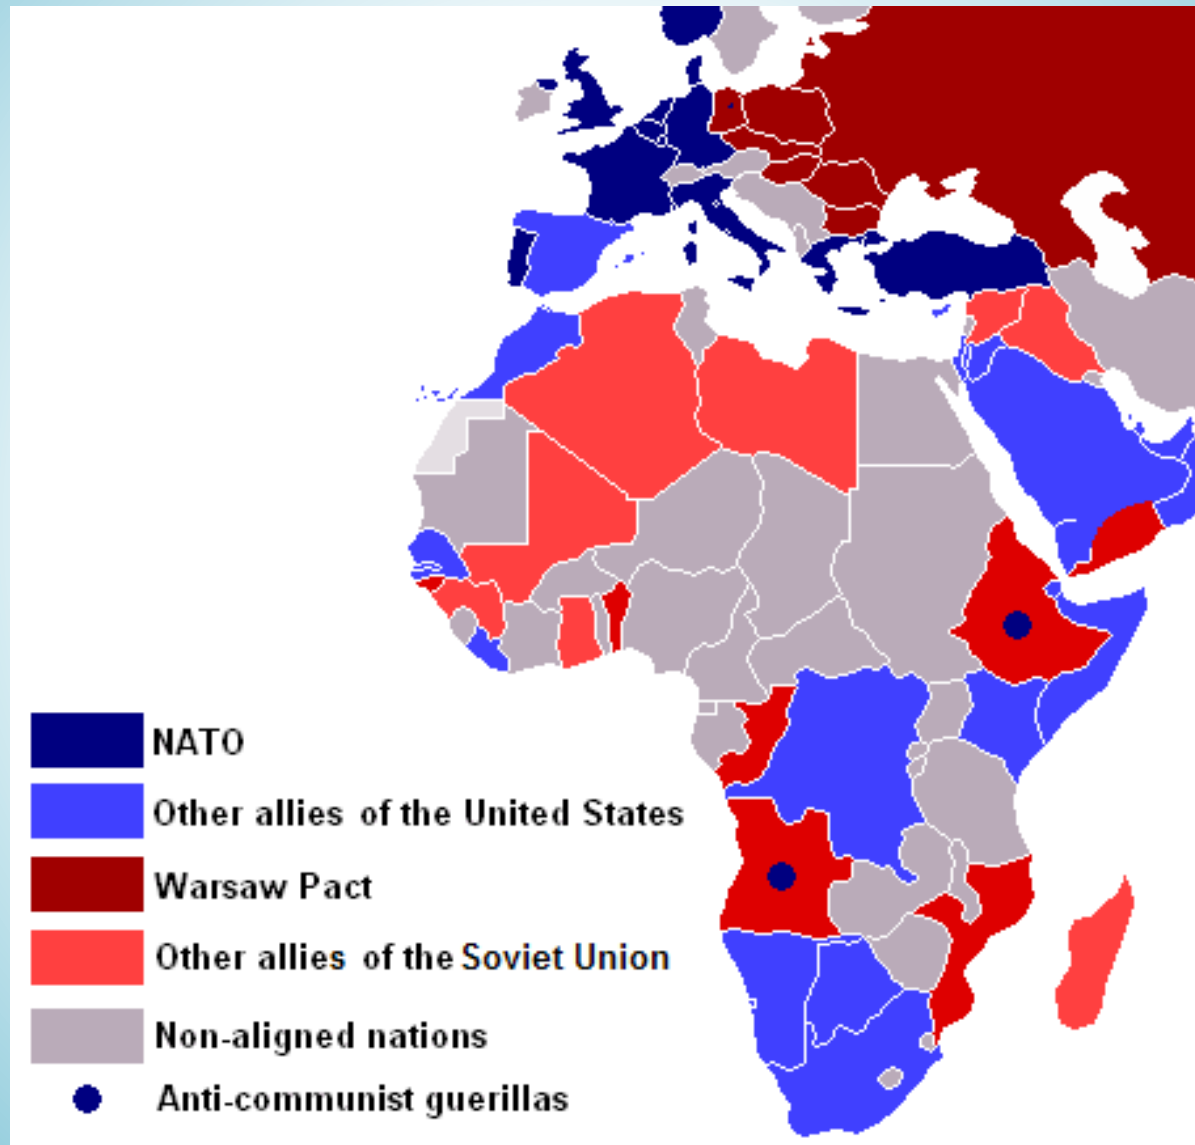 NATO
Other allies of the United States
Warsaw Pact
Other allies of the Soviet Union
Non-aligned nations
Anti-communist guerillas